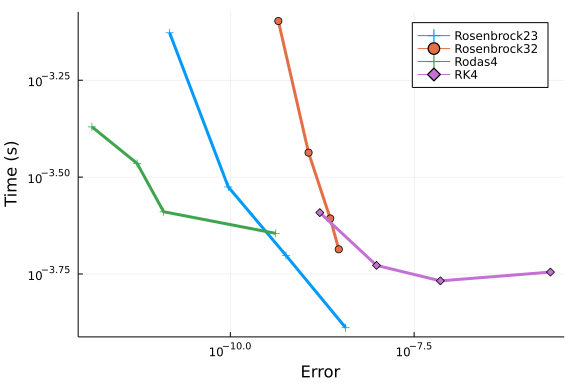 Rosenbrock23
Rosenbrock32
Rodas4
RK4
10^-3.25
10^-3.50
10^-3.75
Time (s)
10^-10.0
10^-7.5
Error